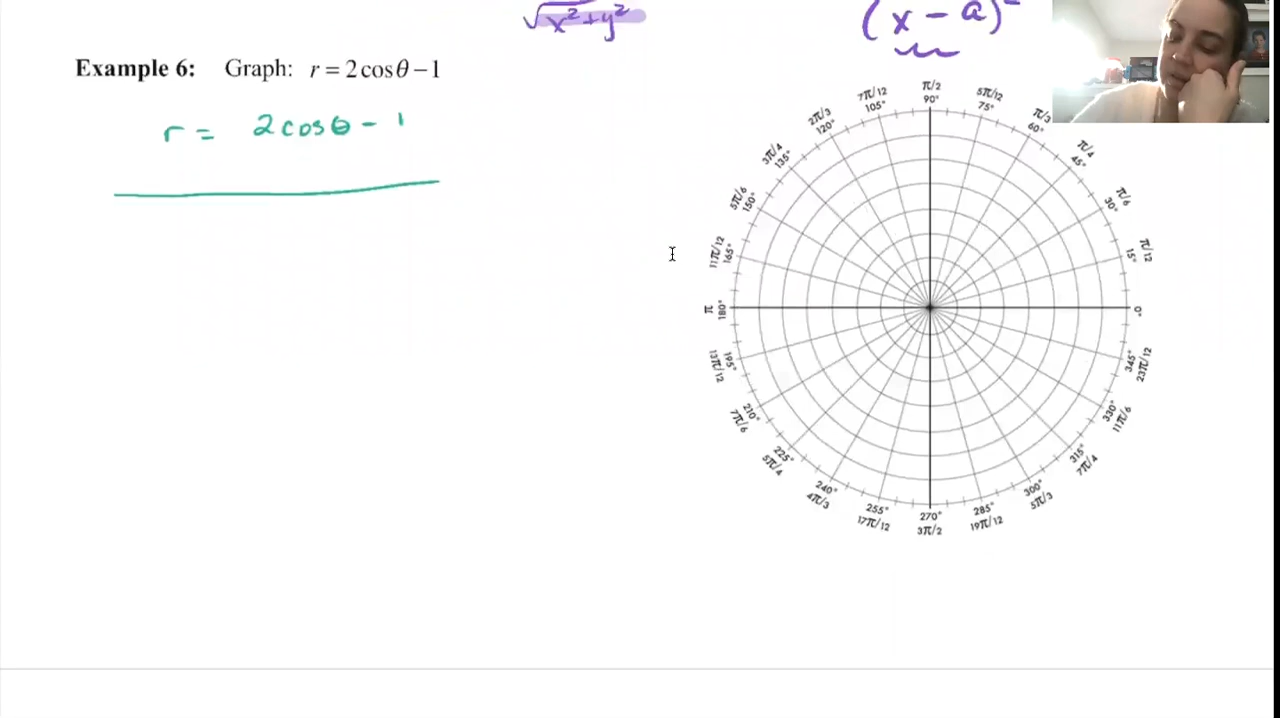 √x²+y²
(x-a)²
Example 6: Graph: r = 2cosθ − 1
r = 2cosθ - 1
π/2
90°
7π/12
105°
5π/12
75°
2π/3
120°
π/3
60°
3π/4
135°
π/4
45°
5π/6
150°
π/6
30°
11π/12
165°
π/12
15°
π
180°
0°
13π/12
195°
345°
23π/12
7π/6
210°
330°
11π/6
5π/4
225°
315°
7π/4
240°
4π/3
300°
5π/3
255°
17π/12
285°
19π/12
270°
3π/2